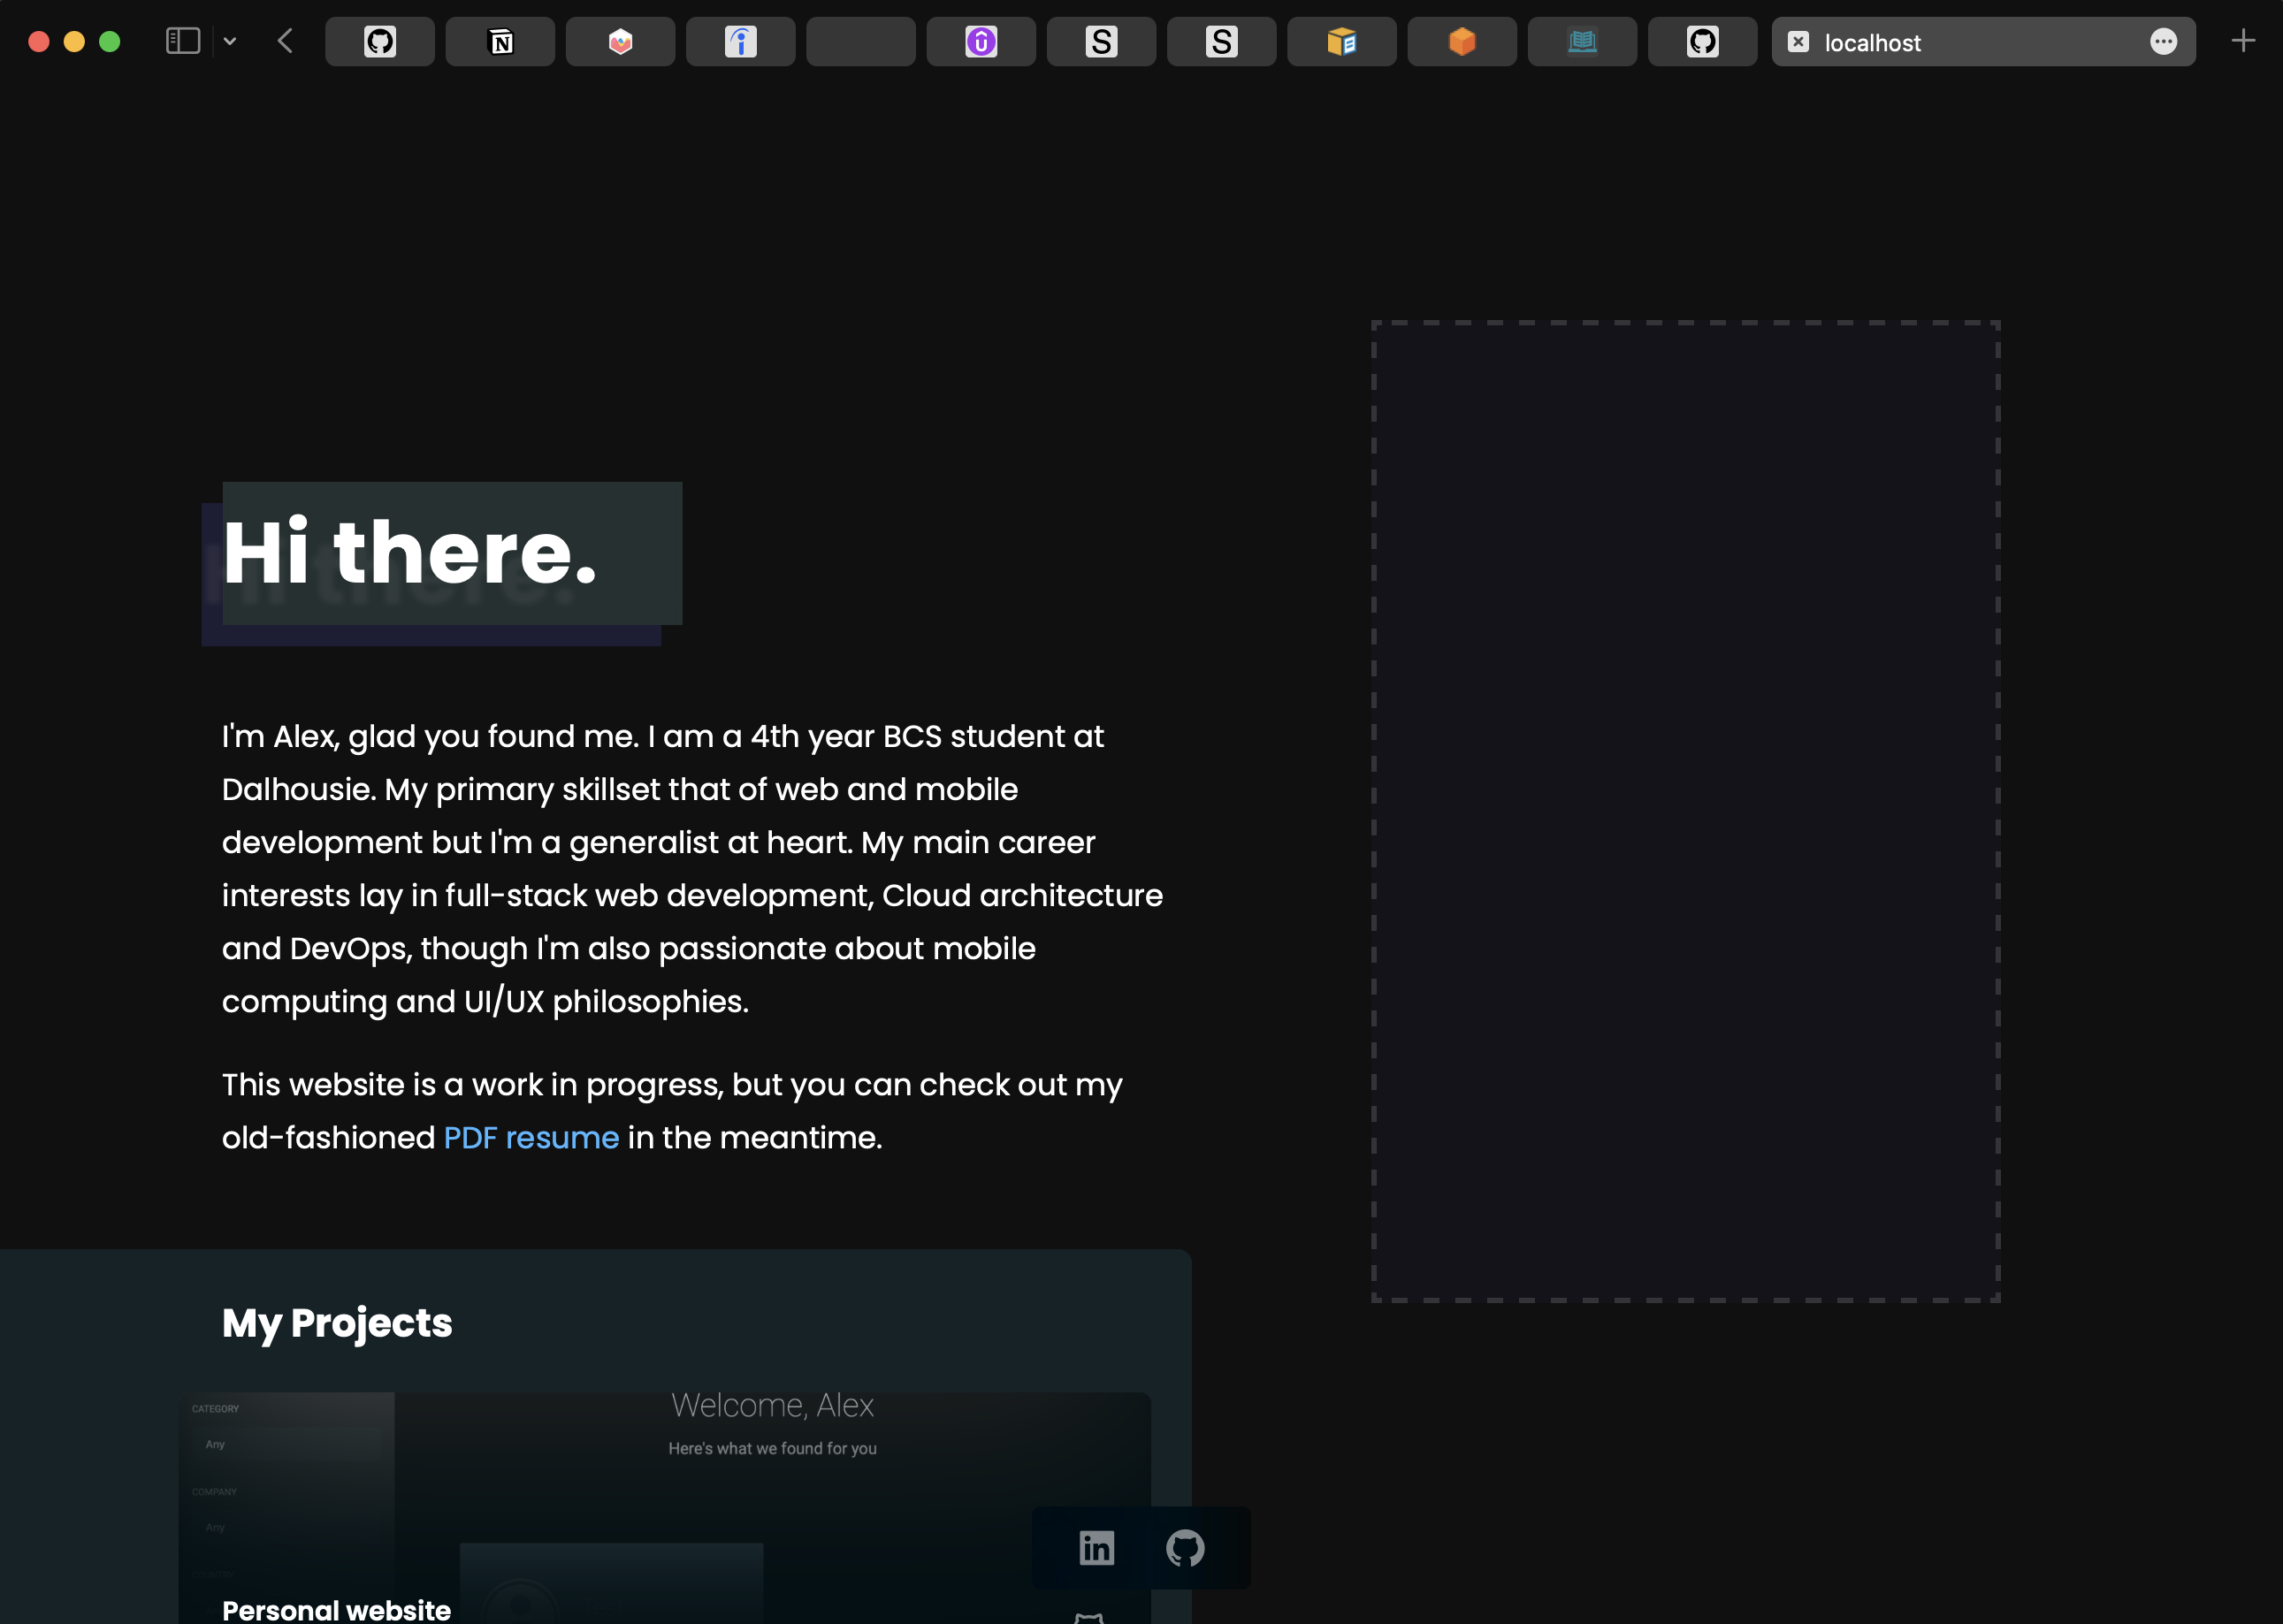 localhost
Hi there.
I'm Alex, glad you found me. I am a 4th year BCS student at
Dalhousie. My primary skillset that of web and mobile
development but I'm a generalist at heart. My main career
interests lay in full-stack web development, Cloud architecture
and DevOps, though I'm also passionate about mobile
computing and UI/UX philosophies.
This website is a work in progress, but you can check out my
old-fashioned PDF resume in the meantime.
My Projects
Welcome, Alex
CATEGORY
Here's what we found for you
Any
COMPANY
Any
COUNTRY
Personal website